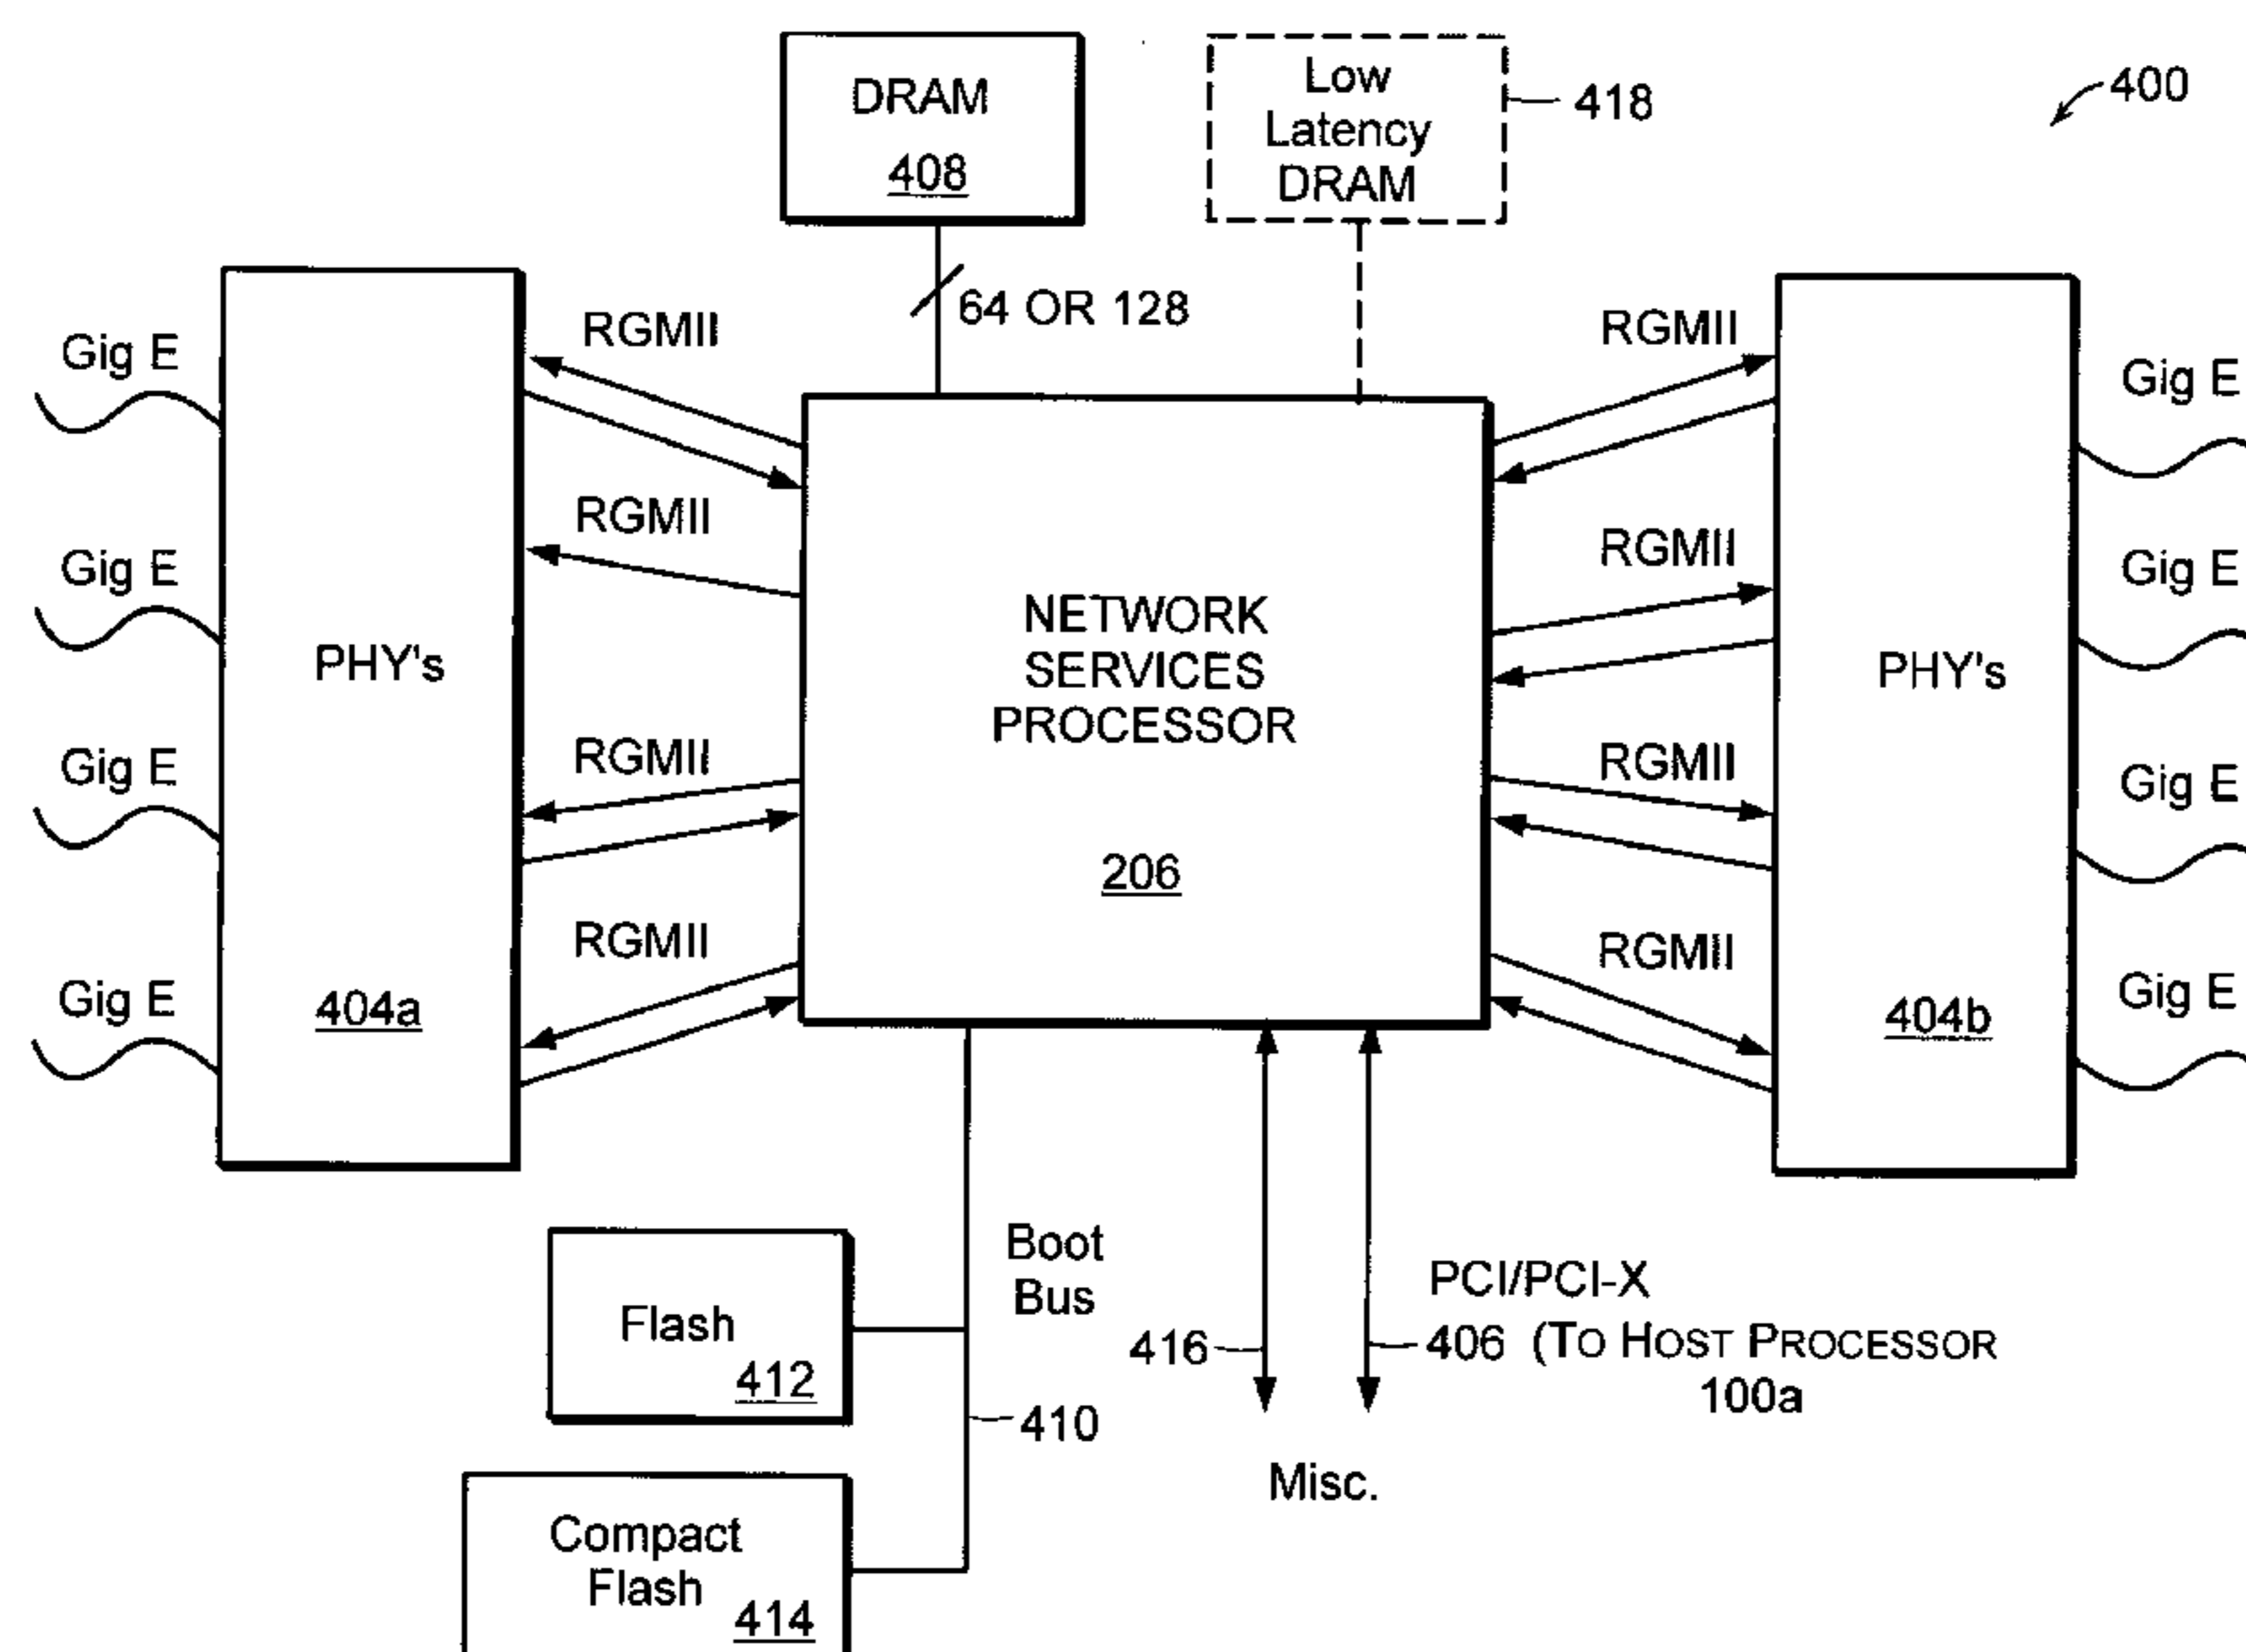 DRAM
408
Low
Latency
DRAM
418
400
64 OR 128
Gig E
Gig E
Gig E
Gig E
PHY's
404a
RGMII
RGMII
RGMII
RGMII
NETWORK
SERVICES
PROCESSOR
206
RGMII
RGMII
RGMII
RGMII
PHY's
404b
Gig E
Gig E
Gig E
Gig E
Flash
412
Compact
Flash
414
Boot
Bus
410
416
PCI/PCI-X
406 (TO HOST PROCESSOR
100a
Misc.